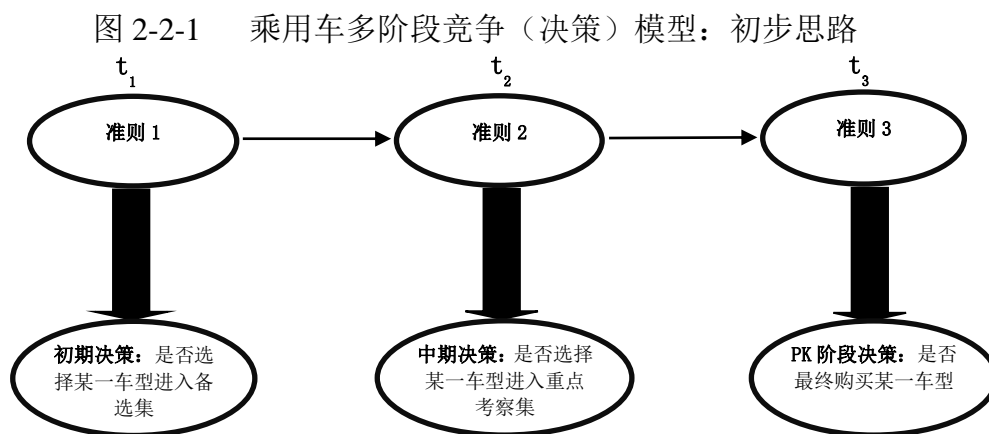 图 2-2-1 乘用车多阶段竞争（决策）模型：初步思路
t1 t2 t3
准则 1 准则 2 准则 3
初期决策：是否选
择某一车型进入备
选集
中期决策：是否选择
某一车型进入重点
考察集
PK 阶段决策：是否
最终购买某一车型